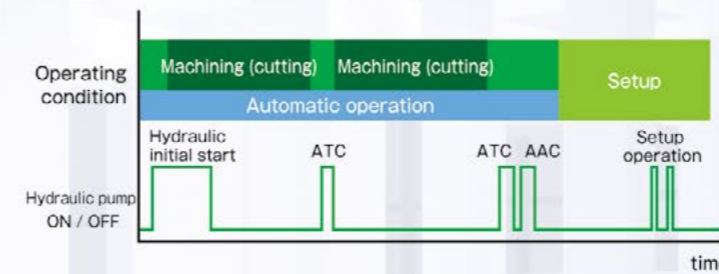 Operating
condition
Machining (cutting) Machining (cutting)
Setup
Automatic operation
Hydraulic
initial start
ATC
ATC AAC
Setup
operation
Hydraulic pump
ON / OFF
tim